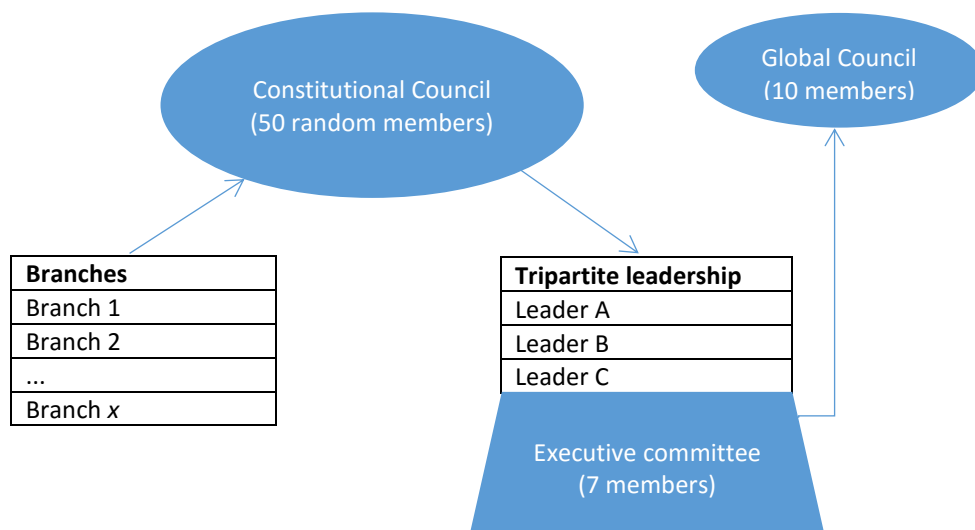 Constitutional Council
(50 random members)
Global Council
(10 members)
Branches
Branch 1
Branch 2
...
Branch x
Tripartite leadership
Leader A
Leader B
Leader C
Executive committee
(7 members)